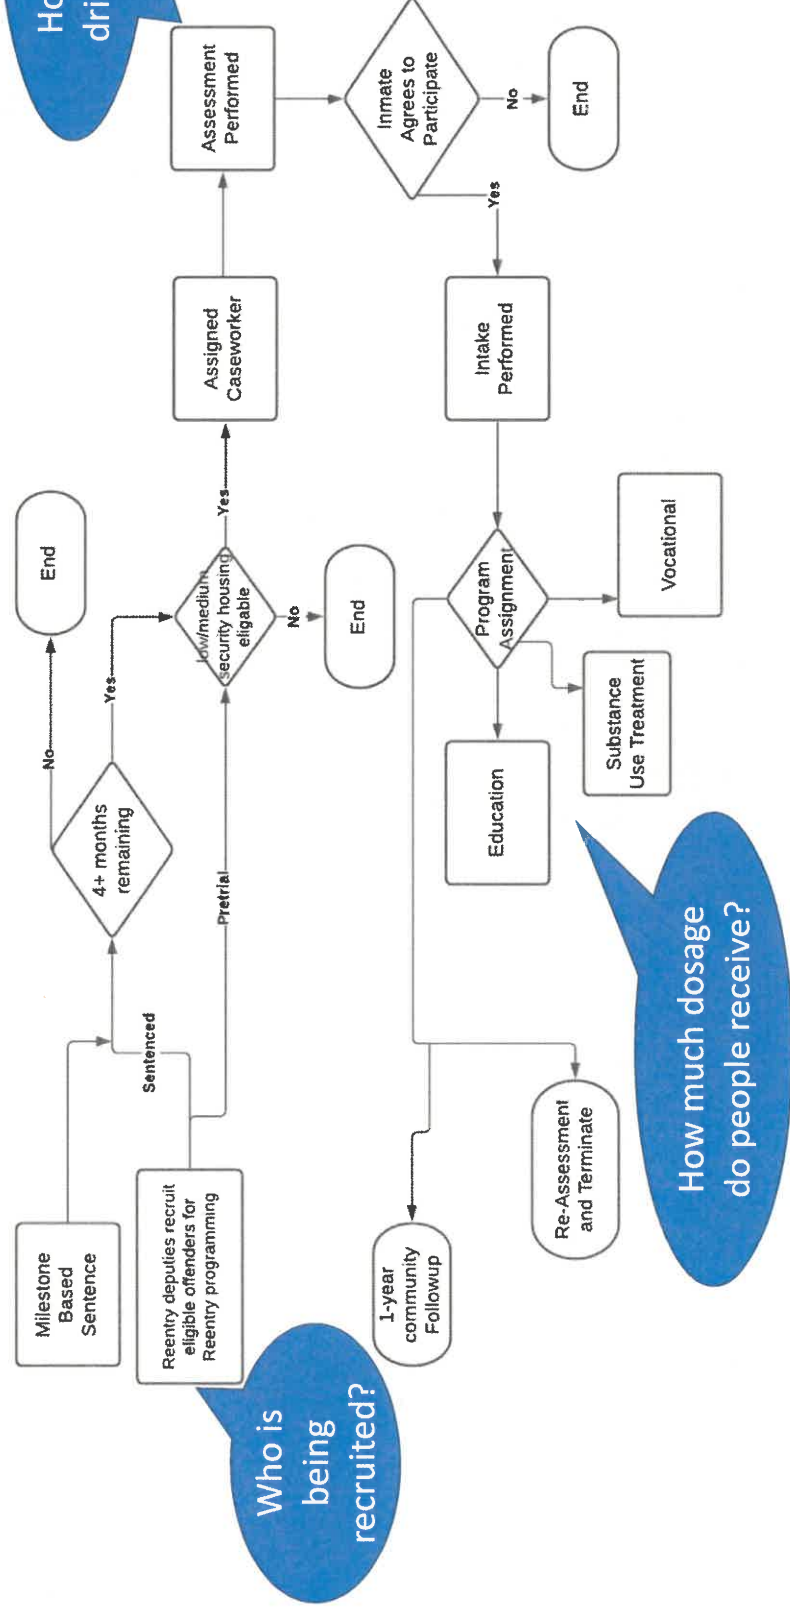 Milestone
Based
Sentence
Reentry deputies recruit
eligible offenders for
Reentry programming
Who is
being
recruited?
Sentenced
Pretrial
4+ months
remaining
No
End
Yes
low/medium
security housing
eligable
No
End
Yes
Assigned
Caseworker
Assessment
Performed
Inmate
Agrees to
Participate
No
End
Yes
Intake
Performed
Program
Assignment
Education
Substance
Use Treatment
Vocational
1-year
community
Followup
Re-Assessment
and Terminate
How much dosage
do people receive?